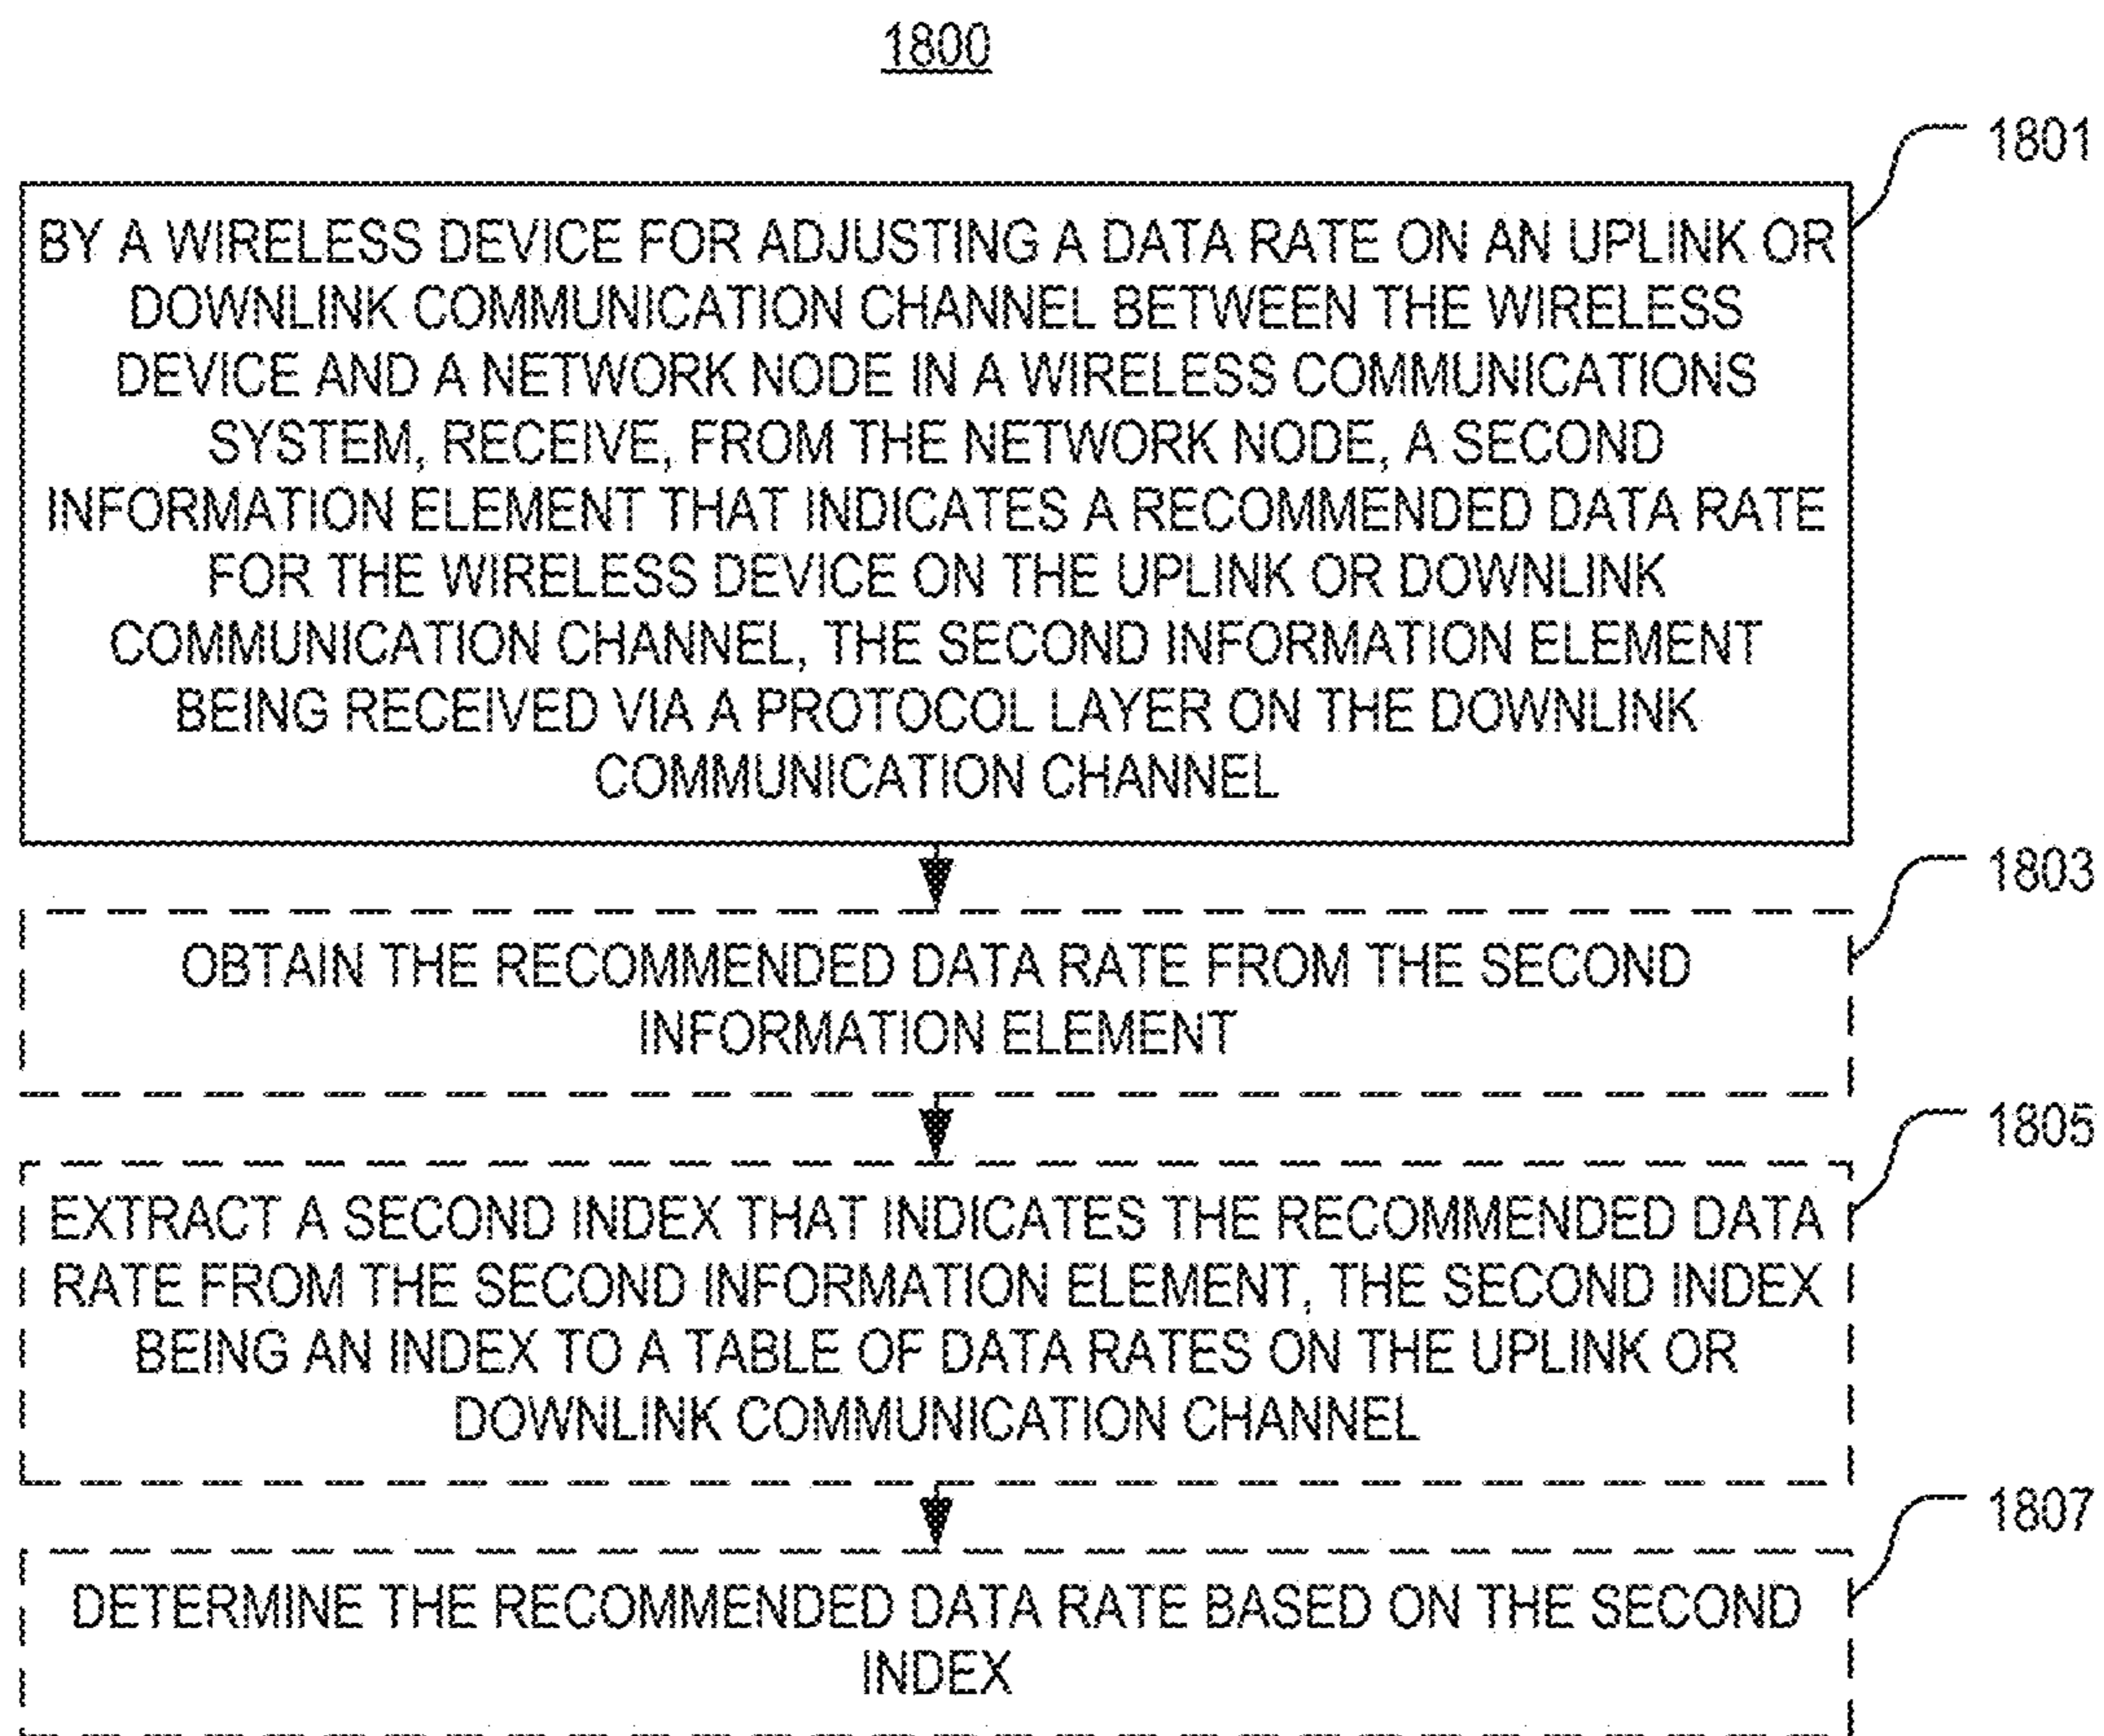 1800
1801
BY A WIRELESS DEVICE FOR ADJUSTING A DATA RATE ON AN UPLINK OR
DOWNLINK COMMUNICATION CHANNEL BETWEEN THE WIRELESS
DEVICE AND A NETWORK NODE IN A WIRELESS COMMUNICATIONS
SYSTEM, RECEIVE, FROM THE NETWORK NODE, A SECOND
INFORMATION ELEMENT THAT INDICATES A RECOMMENDED DATA RATE
FOR THE WIRELESS DEVICE ON THE UPLINK OR DOWNLINK
COMMUNICATION CHANNEL, THE SECOND INFORMATION ELEMENT
BEING RECEIVED VIA A PROTOCOL LAYER ON THE DOWNLINK
COMMUNICATION CHANNEL
1803
OBTAIN THE RECOMMENDED DATA RATE FROM THE SECOND
INFORMATION ELEMENT
1805
EXTRACT A SECOND INDEX THAT INDICATES THE RECOMMENDED DATA
RATE FROM THE SECOND INFORMATION ELEMENT, THE SECOND INDEX
BEING AN INDEX TO A TABLE OF DATA RATES ON THE UPLINK OR
DOWNLINK COMMUNICATION CHANNEL
1807
DETERMINE THE RECOMMENDED DATA RATE BASED ON THE SECOND
INDEX